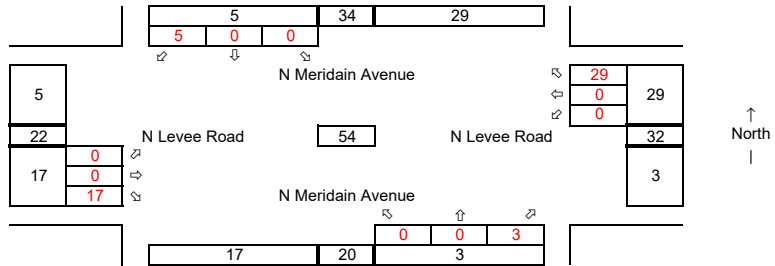 5 34 29
5 0 0
⬃ ⇩ ⬂
N Meridain Avenue
⬁ 29
5 ⇦ 0 29
⬃ 0
22 N Levee Road 54 N Levee Road 32
0 ⬀
17 0 ⇨ 3
17 ⬂
N Meridain Avenue
⬁ ⇧ ⬀
0 0 3
17 20 3
↑
North
|